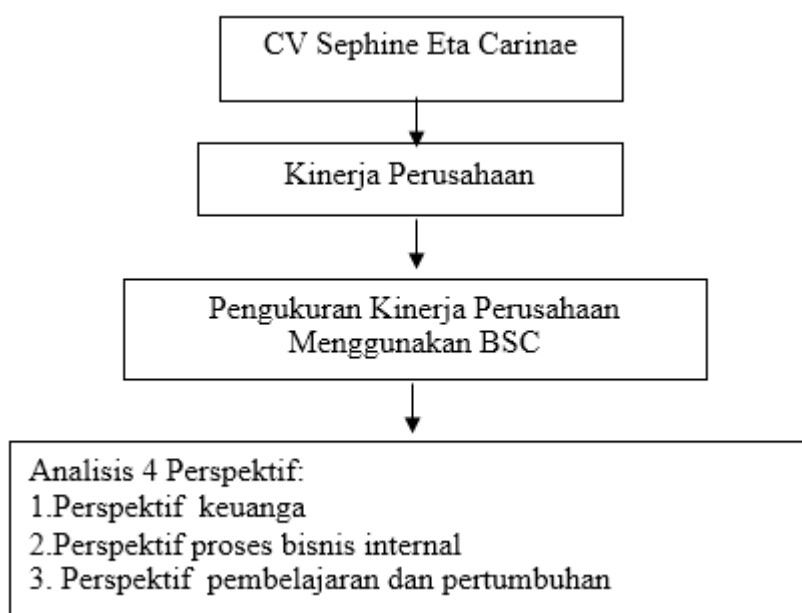 CV Sephine Eta Carinae
Kinerja Perusahaan
Pengukuran Kinerja Perusahaan
Menggunakan BSC
Analisis 4 Perspektif:
1.Perspektif keuanga
2.Perspektif proses bisnis internal
3. Perspektif pembelajaran dan pertumbuhan